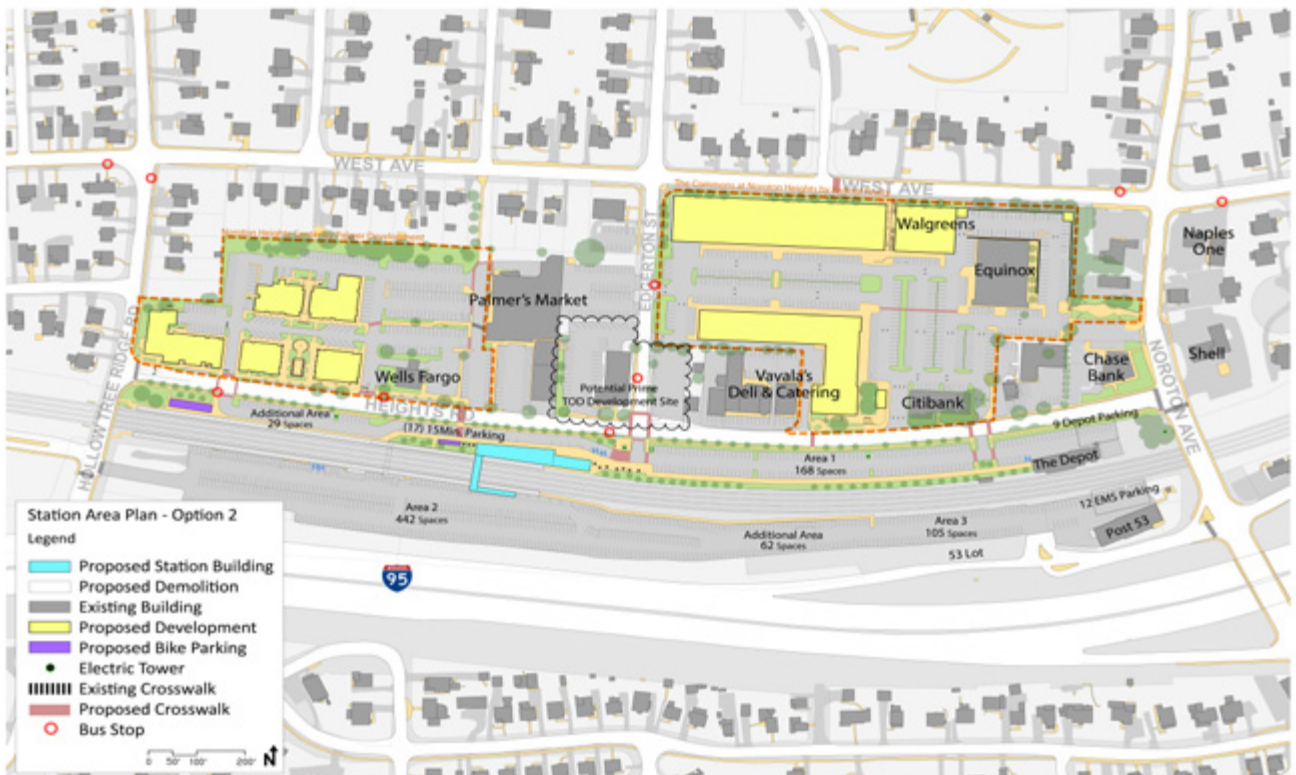 WEST AVE
WEST AVE
EDGERTON ST
Walgreens
Equinox
Naples
One
Palmer's Market
HOLLOW TREE RIDGE RD
Wells Fargo
Potential Prime
TOD Development Site
Vavala's
Deli & Catering
Citibank
Chase
Bank
Shell
NOROTON AVE
HEIGHTS RD
Additional Area
29 Spaces
(17) 15Min. Parking
Area 1
168 Spaces
9 Depot Parking
The Depot
12 EMS Parking
Post 53
Area 2
442 Spaces
Additional Area
62 Spaces
Area 3
105 Spaces
53 Lot
95
Station Area Plan - Option 2
Legend
Proposed Station Building
Proposed Demolition
Existing Building
Proposed Development
Proposed Bike Parking
Electric Tower
Existing Crosswalk
Proposed Crosswalk
Bus Stop
0 50' 100' 200'
N